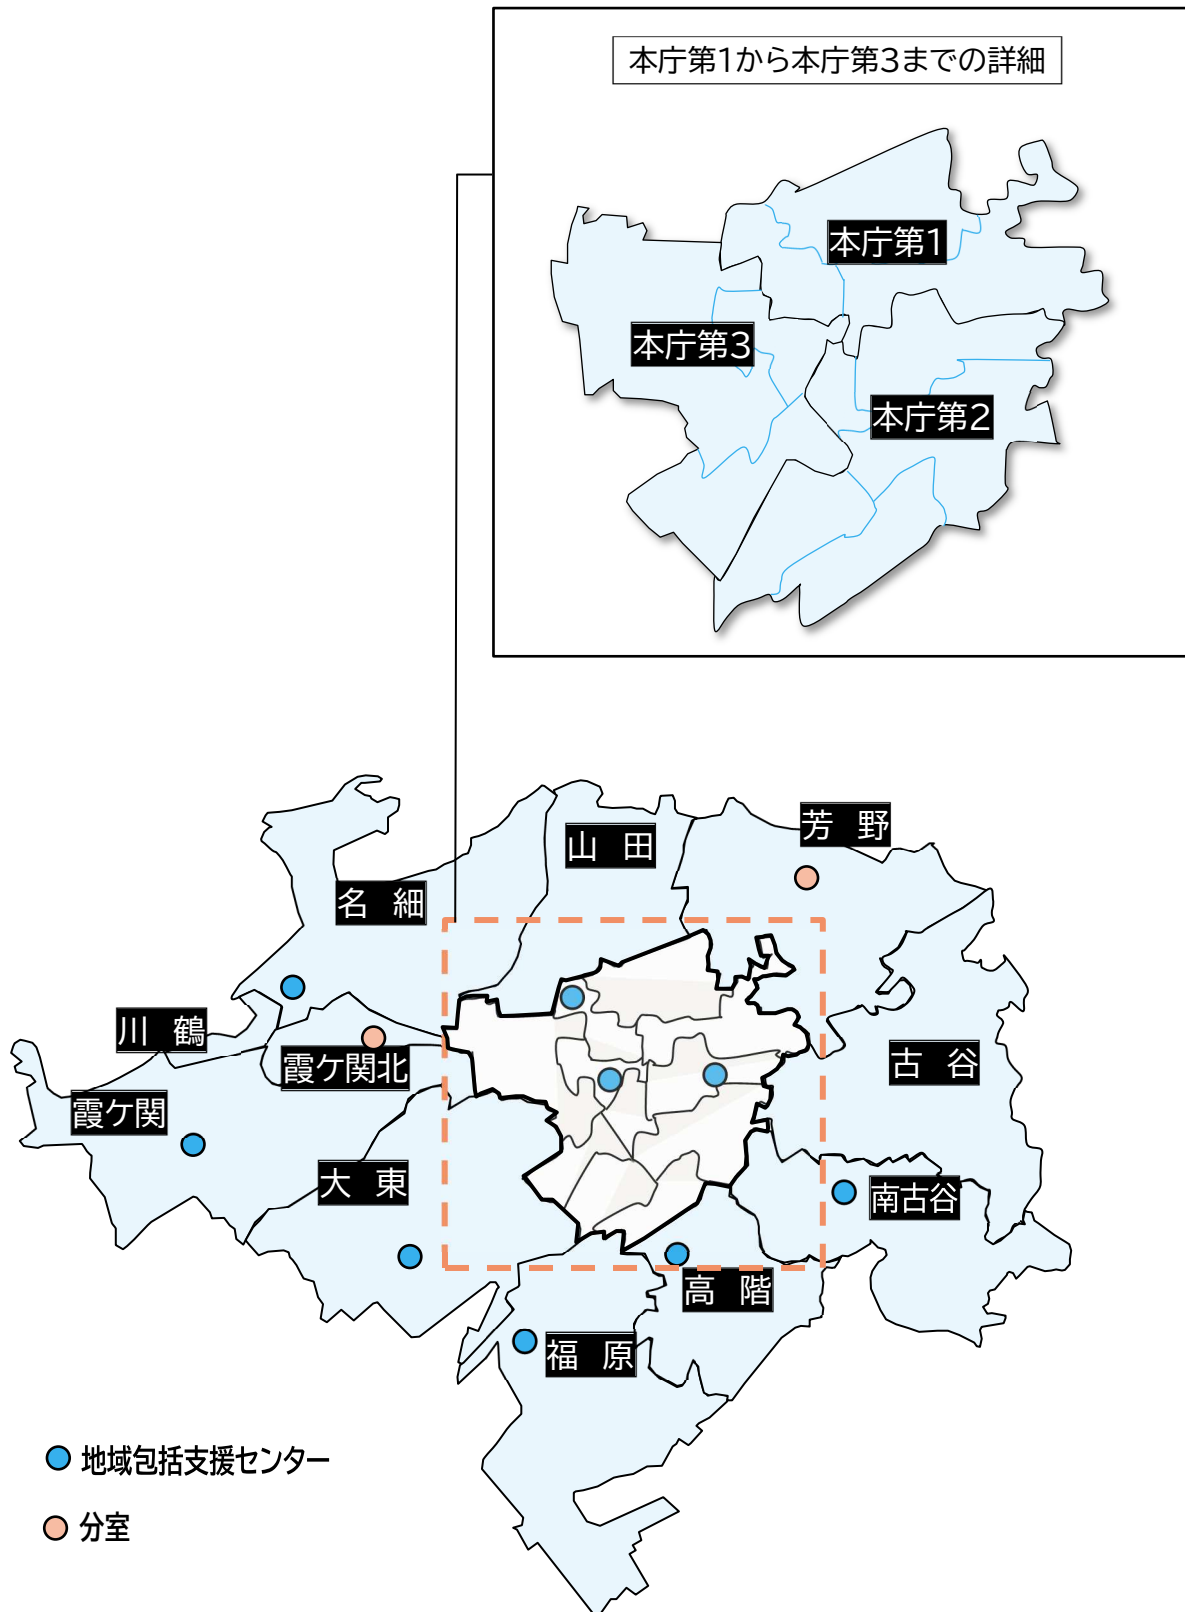 本庁第1から本庁第3までの詳細
本庁第1
本庁第3
本庁第2
芳 野
山 田
名 細
川 鶴
霞ケ関北
古 谷
霞ケ関
大 東
南古谷
高 階
福 原
地域包括支援センター
分室